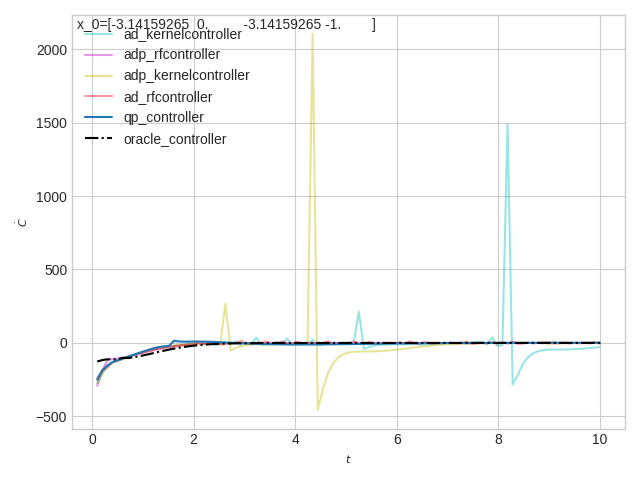 x_0=[-3.14159265 0. -3.14159265 -1. ]
ad_kernelcontroller
adp_rfcontroller
adp_kernelcontroller
ad_rfcontroller
qp_controller
oracle_controller
2000
1500
1000
500
0
−500
Ċ
0 2 4 6 8 10
t